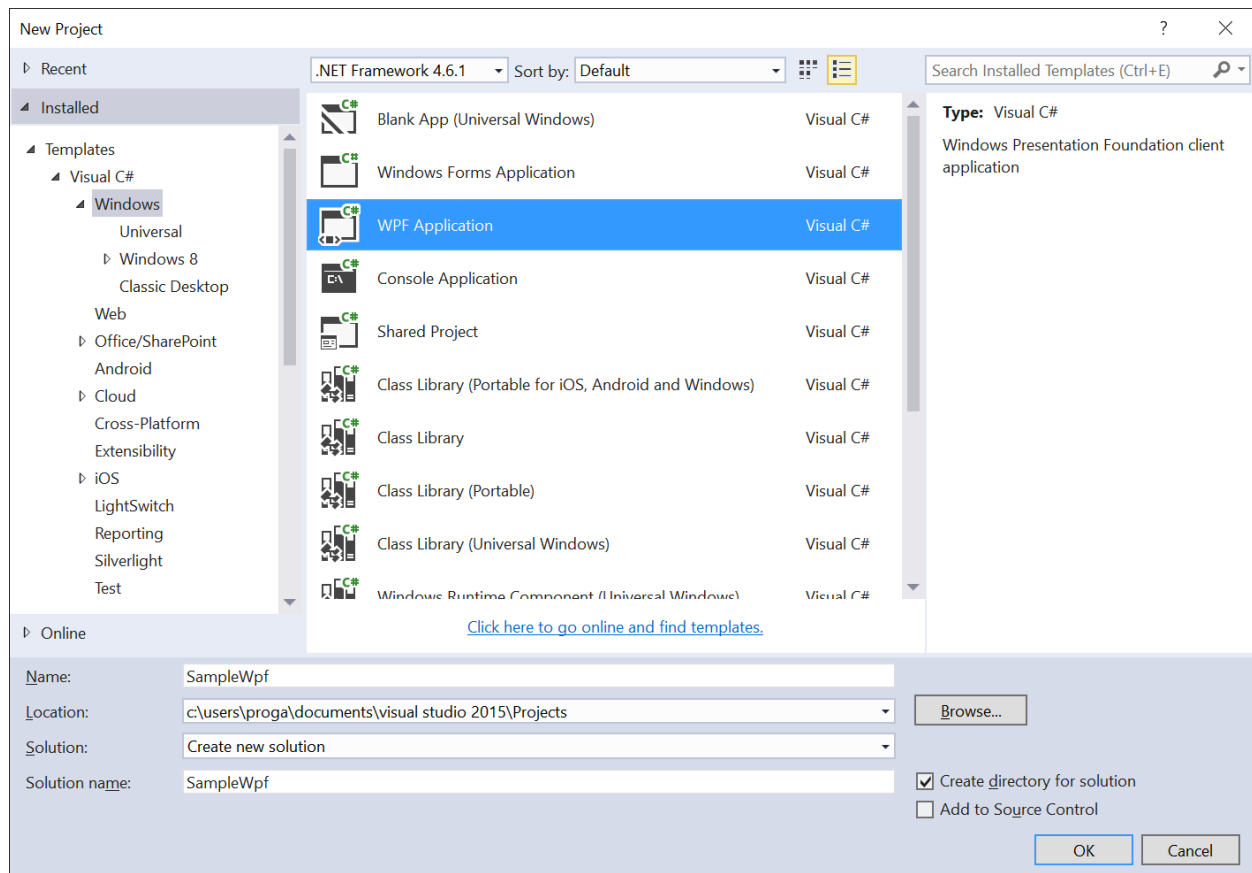 New Project
?
Recent
.NET Framework 4.6.1
Sort by: Default
Search Installed Templates (Ctrl+E)
Installed
Templates
Visual C#
Windows
Universal
Windows 8
Classic Desktop
Web
Office/SharePoint
Android
Cloud
Cross-Platform
Extensibility
iOS
LightSwitch
Reporting
Silverlight
Test
Online
C# Blank App (Universal Windows) Visual C#
C# Windows Forms Application Visual C#
C# WPF Application Visual C#
C# C:\ Console Application Visual C#
C# Shared Project Visual C#
C# Class Library (Portable for iOS, Android and Windows) Visual C#
C# Class Library Visual C#
C# Class Library (Portable) Visual C#
C# Class Library (Universal Windows) Visual C#
C# Windows Runtime Component (Universal Windows) Visual C#
Click here to go online and find templates.
Type: Visual C#
Windows Presentation Foundation client
application
Name: SampleWpf
Location: c:\users\proga\documents\visual studio 2015\Projects
Browse...
Solution: Create new solution
Solution name: SampleWpf
Create directory for solution
Add to Source Control
OK
Cancel